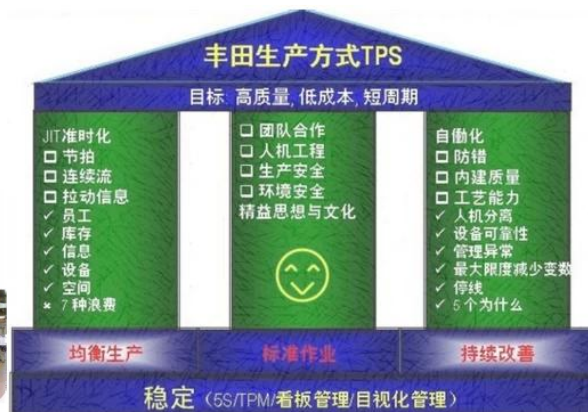 丰田生产方式TPS
目标: 高质量, 低成本, 短周期
JIT准时化
□ 节拍
□ 连续流
□ 拉动信息
✓ 员工
✓ 库存
✓ 信息
✓ 设备
✓ 空间
× 7 种浪费
□ 团队合作
□ 人机工程
□ 生产安全
□ 环境安全
精益思想与文化
自働化
□ 防错
□ 内建质量
□ 工艺能力
✓ 人机分离
✓ 设备可靠性
✓ 管理异常
✓ 最大限度减少变数
✓ 停线
✓ 5 个为什么
均衡生产
标准作业
持续改善
稳定（5S/TPM/看板管理/目视化管理）